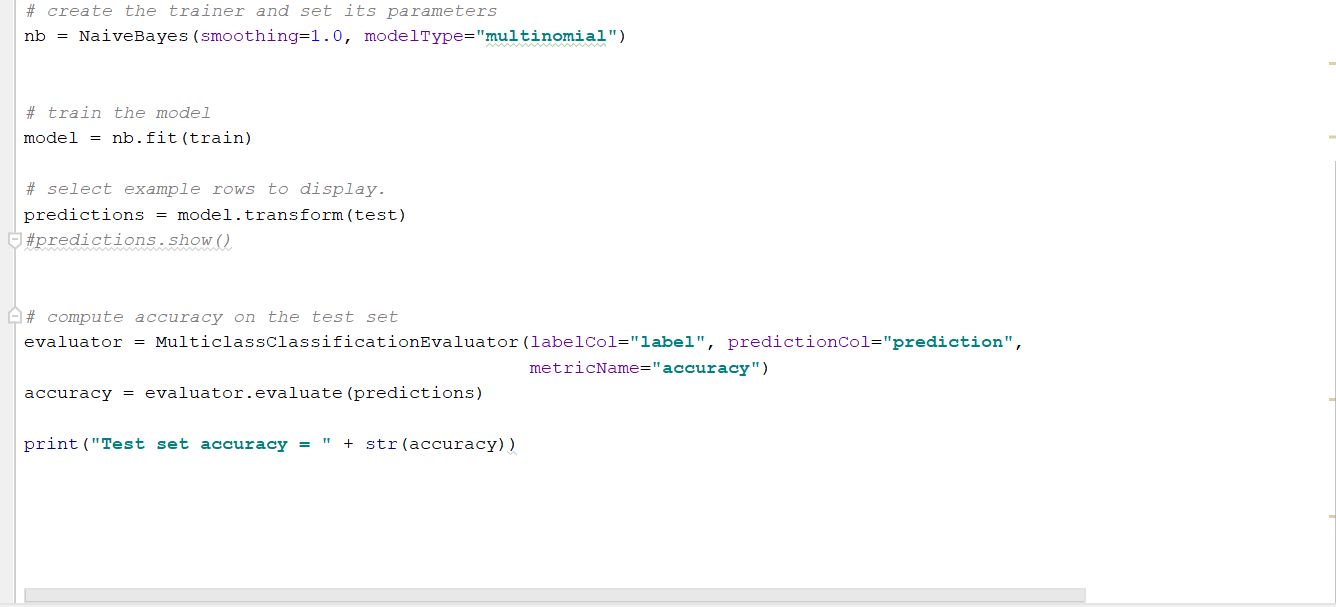 # create the trainer and set its parameters
nb = NaiveBayes(smoothing=1.0, modelType="multinomial")
# train the model
model = nb.fit(train)
# select example rows to display.
predictions = model.transform(test)
#predictions.show()
# compute accuracy on the test set
evaluator = MulticlassClassificationEvaluator(labelCol="label", predictionCol="prediction",
metricName="accuracy")
accuracy = evaluator.evaluate(predictions)
print("Test set accuracy = " + str(accuracy))